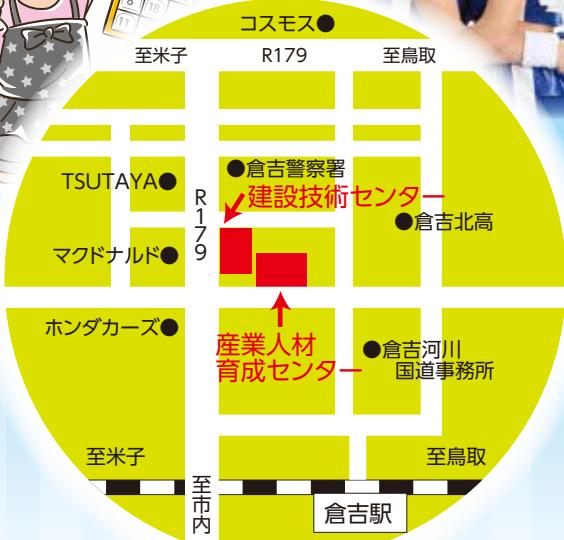 コスモス
至米子 R179 至鳥取
倉吉警察署
TSUTAYA
建設技術センター
R179
倉吉北高
マクドナルド
ホンダカーズ
産業人材
育成センター
倉吉河川
国道事務所
至米子
至鳥取
至市内
倉吉駅